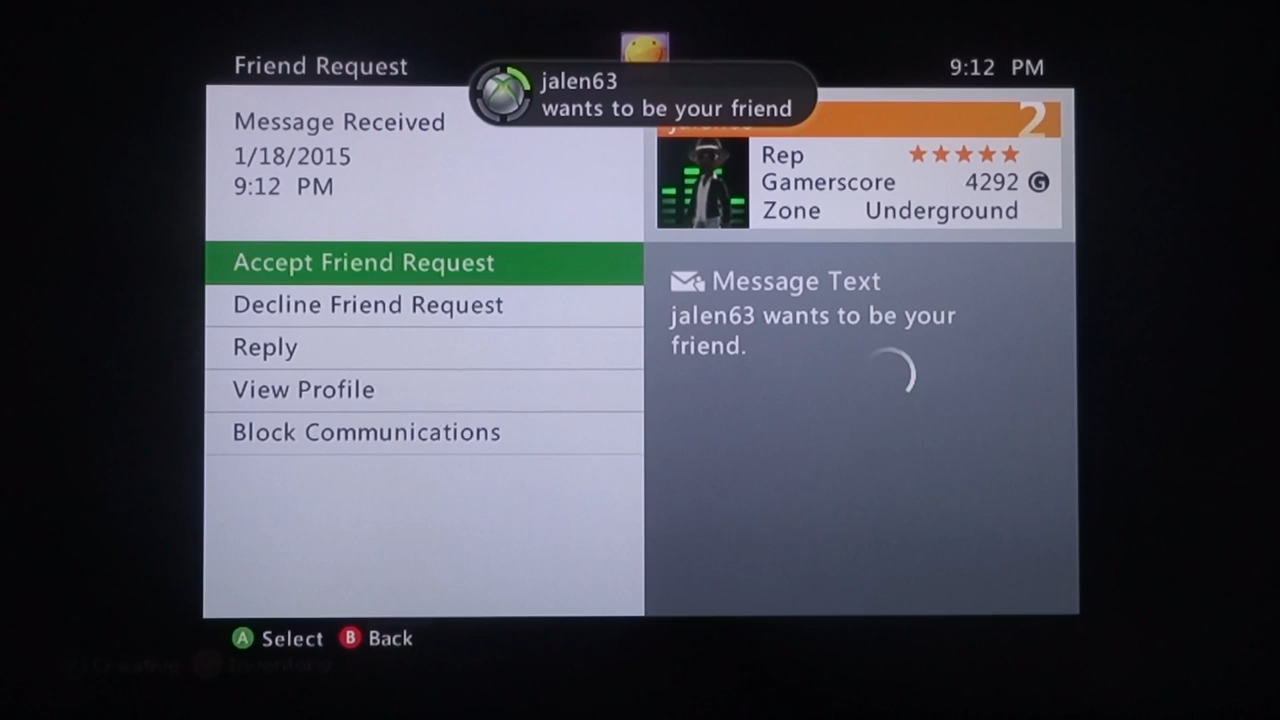 Friend Request
jalen63
wants to be your friend
9:12 PM
Message Received
1/18/2015
9:12 PM
2
Rep
Gamerscore 4292 G
Zone Underground
Accept Friend Request
Decline Friend Request
Reply
View Profile
Block Communications
Message Text
jalen63 wants to be your
friend.
A Select B Back
Inventory